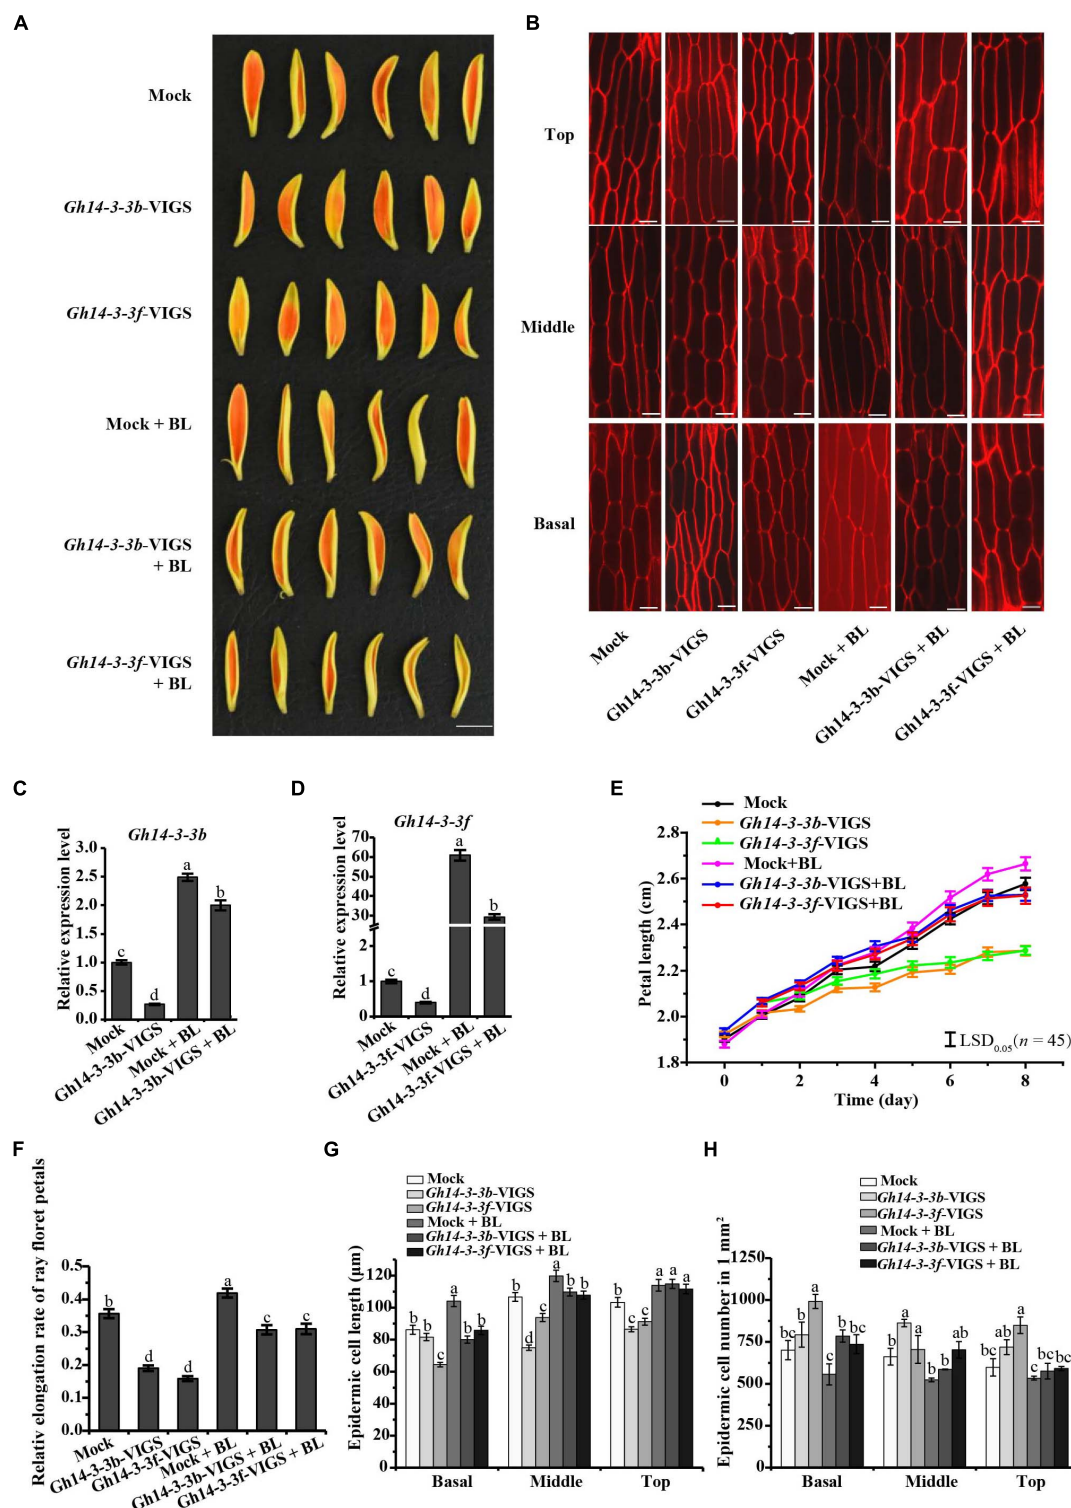 A
Mock
Gh14-3-3b-VIGS
Gh14-3-3f-VIGS
Mock + BL
Gh14-3-3b-VIGS
+ BL
Gh14-3-3f-VIGS
+ BL
B
Top
Middle
Basal
Mock
Gh14-3-3b-VIGS
Gh14-3-3f-VIGS
Mock + BL
Gh14-3-3b-VIGS + BL
Gh14-3-3f-VIGS + BL
C
Gh14-3-3b
Relative expression level
3.0
2.5
2.0
1.5
1.0
0.5
0.0
c
d
a
b
Mock
Gh14-3-3b-VIGS
Mock + BL
Gh14-3-3b-VIGS + BL
D
Gh14-3-3f
Relative expression level
70
60
50
40
30
2
1
0
c
d
a
b
Mock
Gh14-3-3f-VIGS
Mock + BL
Gh14-3-3f-VIGS + BL
E
Mock
Gh14-3-3b-VIGS
Gh14-3-3f-VIGS
Mock+BL
Gh14-3-3b-VIGS+BL
Gh14-3-3f-VIGS+BL
Petal length (cm)
2.8
2.6
2.4
2.2
2.0
1.8
LSD0.05(n = 45)
0 2 4 6 8
Time (day)
F
Relativ elongation rate of ray floret petals
0.5
0.4
0.3
0.2
0.1
0.0
b
d
d
a
c
c
Mock
Gh14-3-3b-VIGS
Gh14-3-3f-VIGS
Mock + BL
Gh14-3-3b-VIGS + BL
Gh14-3-3f-VIGS + BL
G
Mock
Gh14-3-3b-VIGS
Gh14-3-3f-VIGS
Mock + BL
Gh14-3-3b-VIGS + BL
Gh14-3-3f-VIGS + BL
Epidermic cell length (μm)
120
100
80
60
40
20
0
b b c a b b
b d c a b b
b c c a a a
Basal Middle Top
H
Mock
Gh14-3-3b-VIGS
Gh14-3-3f-VIGS
Mock + BL
Gh14-3-3b-VIGS + BL
Gh14-3-3f-VIGS + BL
Epidermic cell number in 1 mm2
1250
1000
750
500
250
0
bc b a c b bc
b a ab b b ab
bc ab a c bc bc
Basal Middle Top